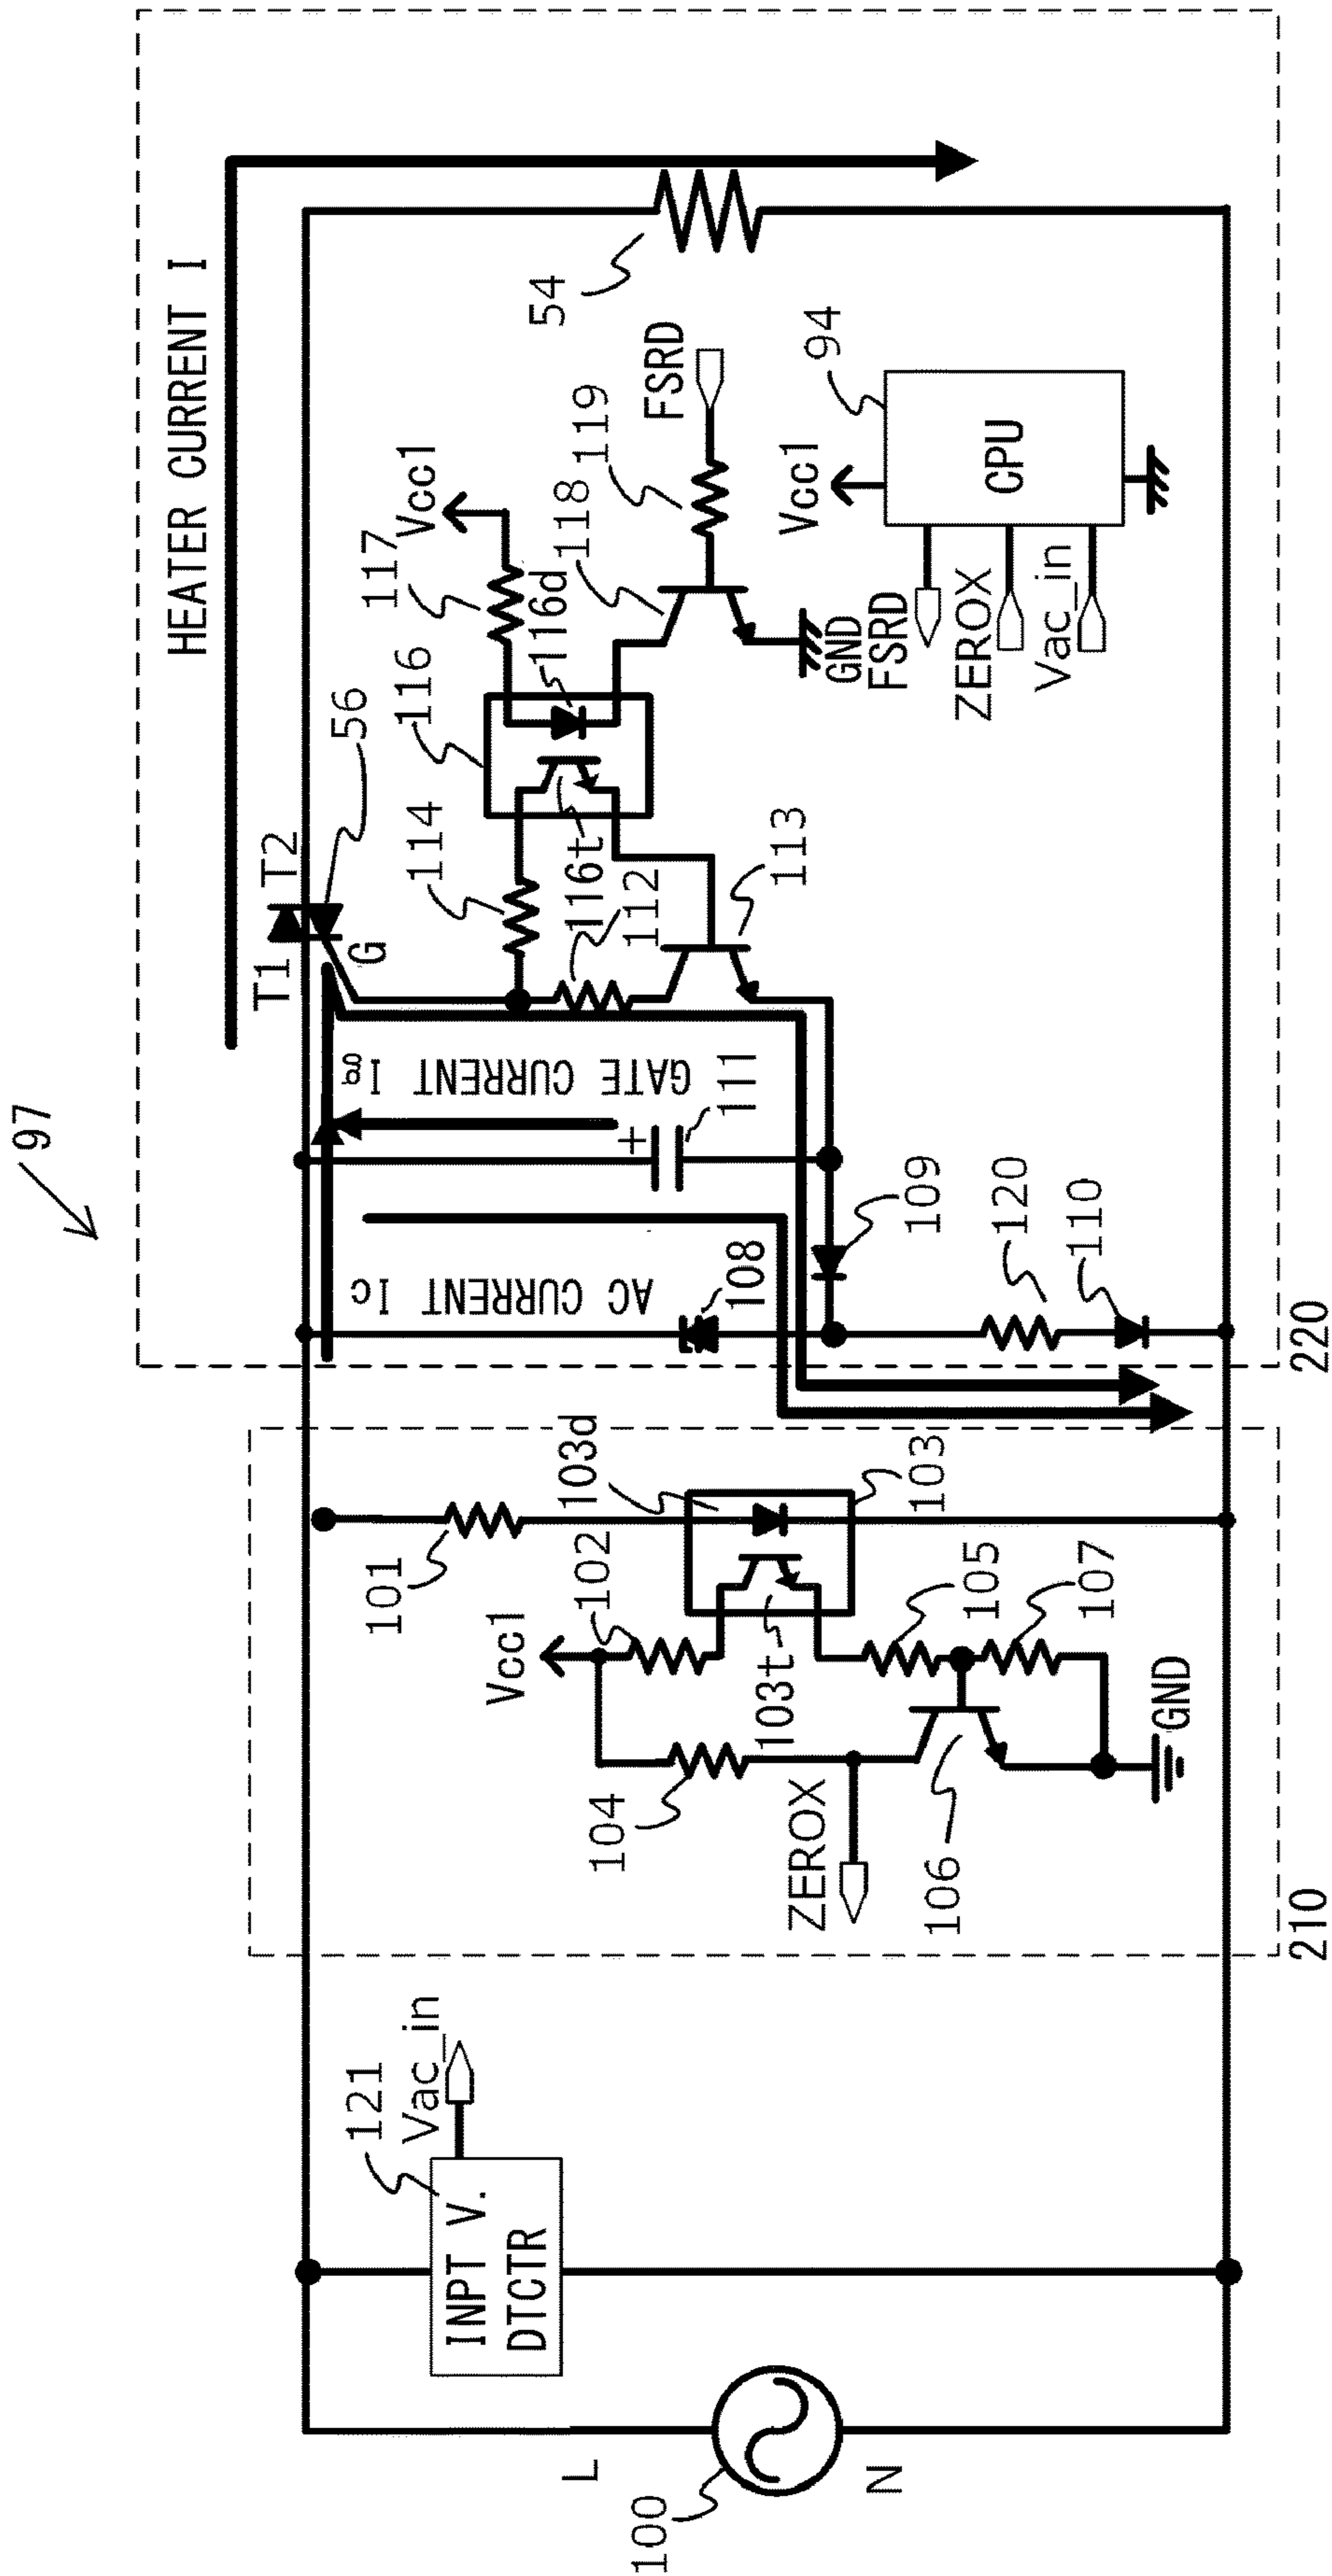 97
HEATER CURRENT I
T1
T2
56
G
114
116
117
Vcc1
116d
118
119
FSRD
54
116t
112
113
GND
GATE CURRENT Ig
+
111
AC CURRENT Ic
108
109
120
110
Vcc1
94
CPU
FSRD
ZEROX
Vac_in
220
101
Vcc1
102
103d
103
103t
104
105
107
ZEROX
106
GND
210
121
Vac_in
INPT V.
DTCTR
L
100
N